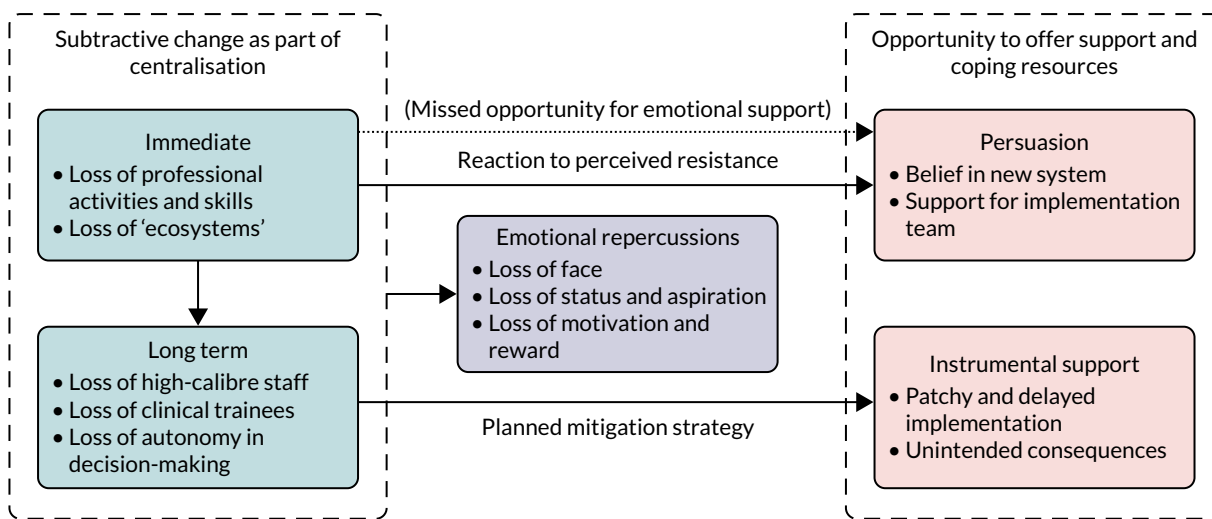 Subtractive change as part of
centralisation
Immediate
• Loss of professional
activities and skills
• Loss of ‘ecosystems’
Long term
• Loss of high-calibre staff
• Loss of clinical trainees
• Loss of autonomy in
decision-making
(Missed opportunity for emotional support)
Reaction to perceived resistance
Emotional repercussions
• Loss of face
• Loss of status and aspiration
• Loss of motivation and
reward
Planned mitigation strategy
Opportunity to offer support and
coping resources
Persuasion
• Belief in new system
• Support for implementation
team
Instrumental support
• Patchy and delayed
implementation
• Unintended consequences